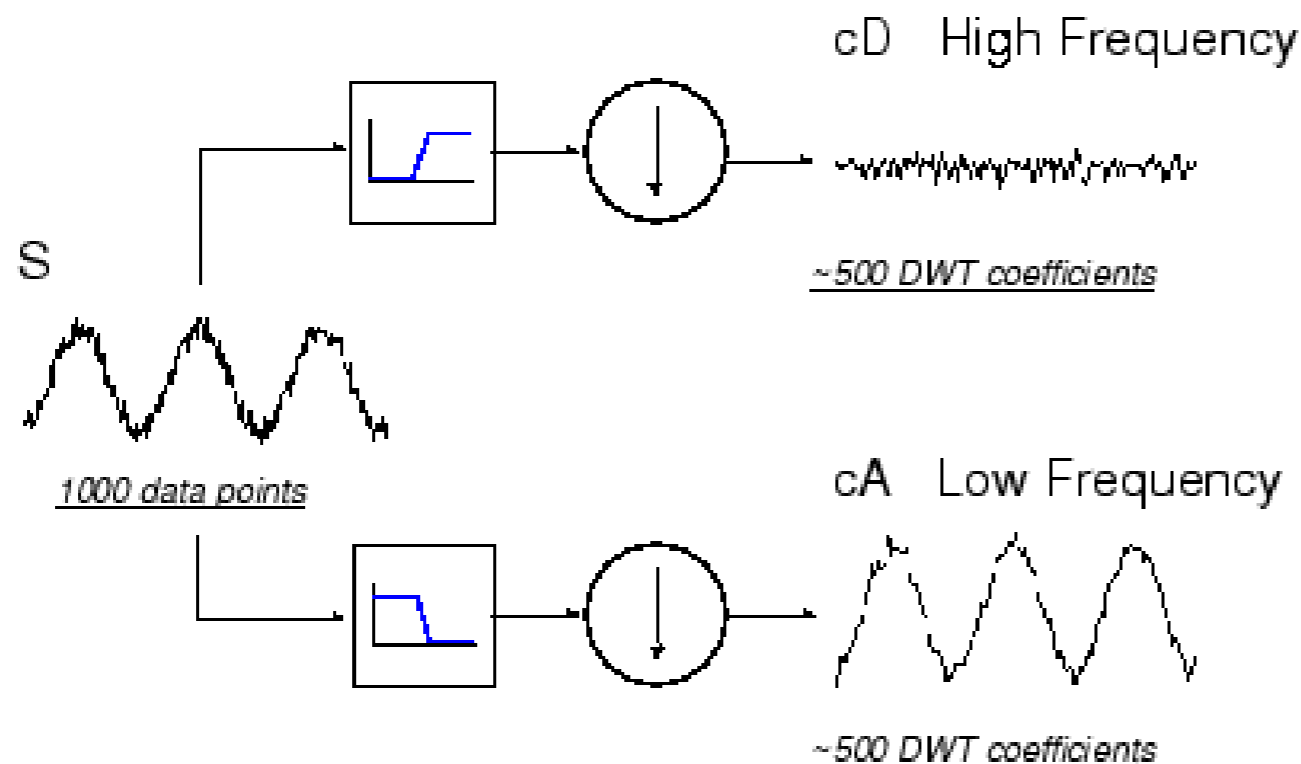 cD High Frequency
~500 DWT coefficients
S
1000 data points
cA Low Frequency
~500 DWT coefficients